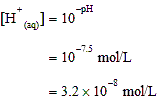 [H⁺(aq)] = 10⁻ᵖᴴ
= 10⁻⁷·⁵ mol/L
= 3.2 × 10⁻⁸ mol/L